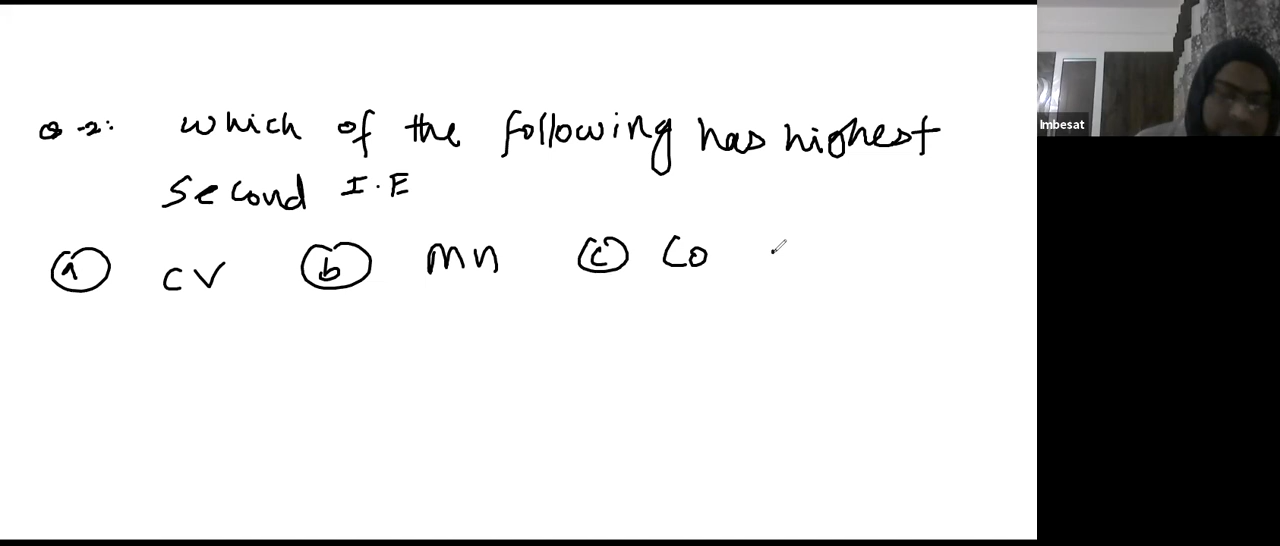 Q-2: which of the following has highest
second I.E
(a) Cr (b) Mn (c) Co
Imbesat